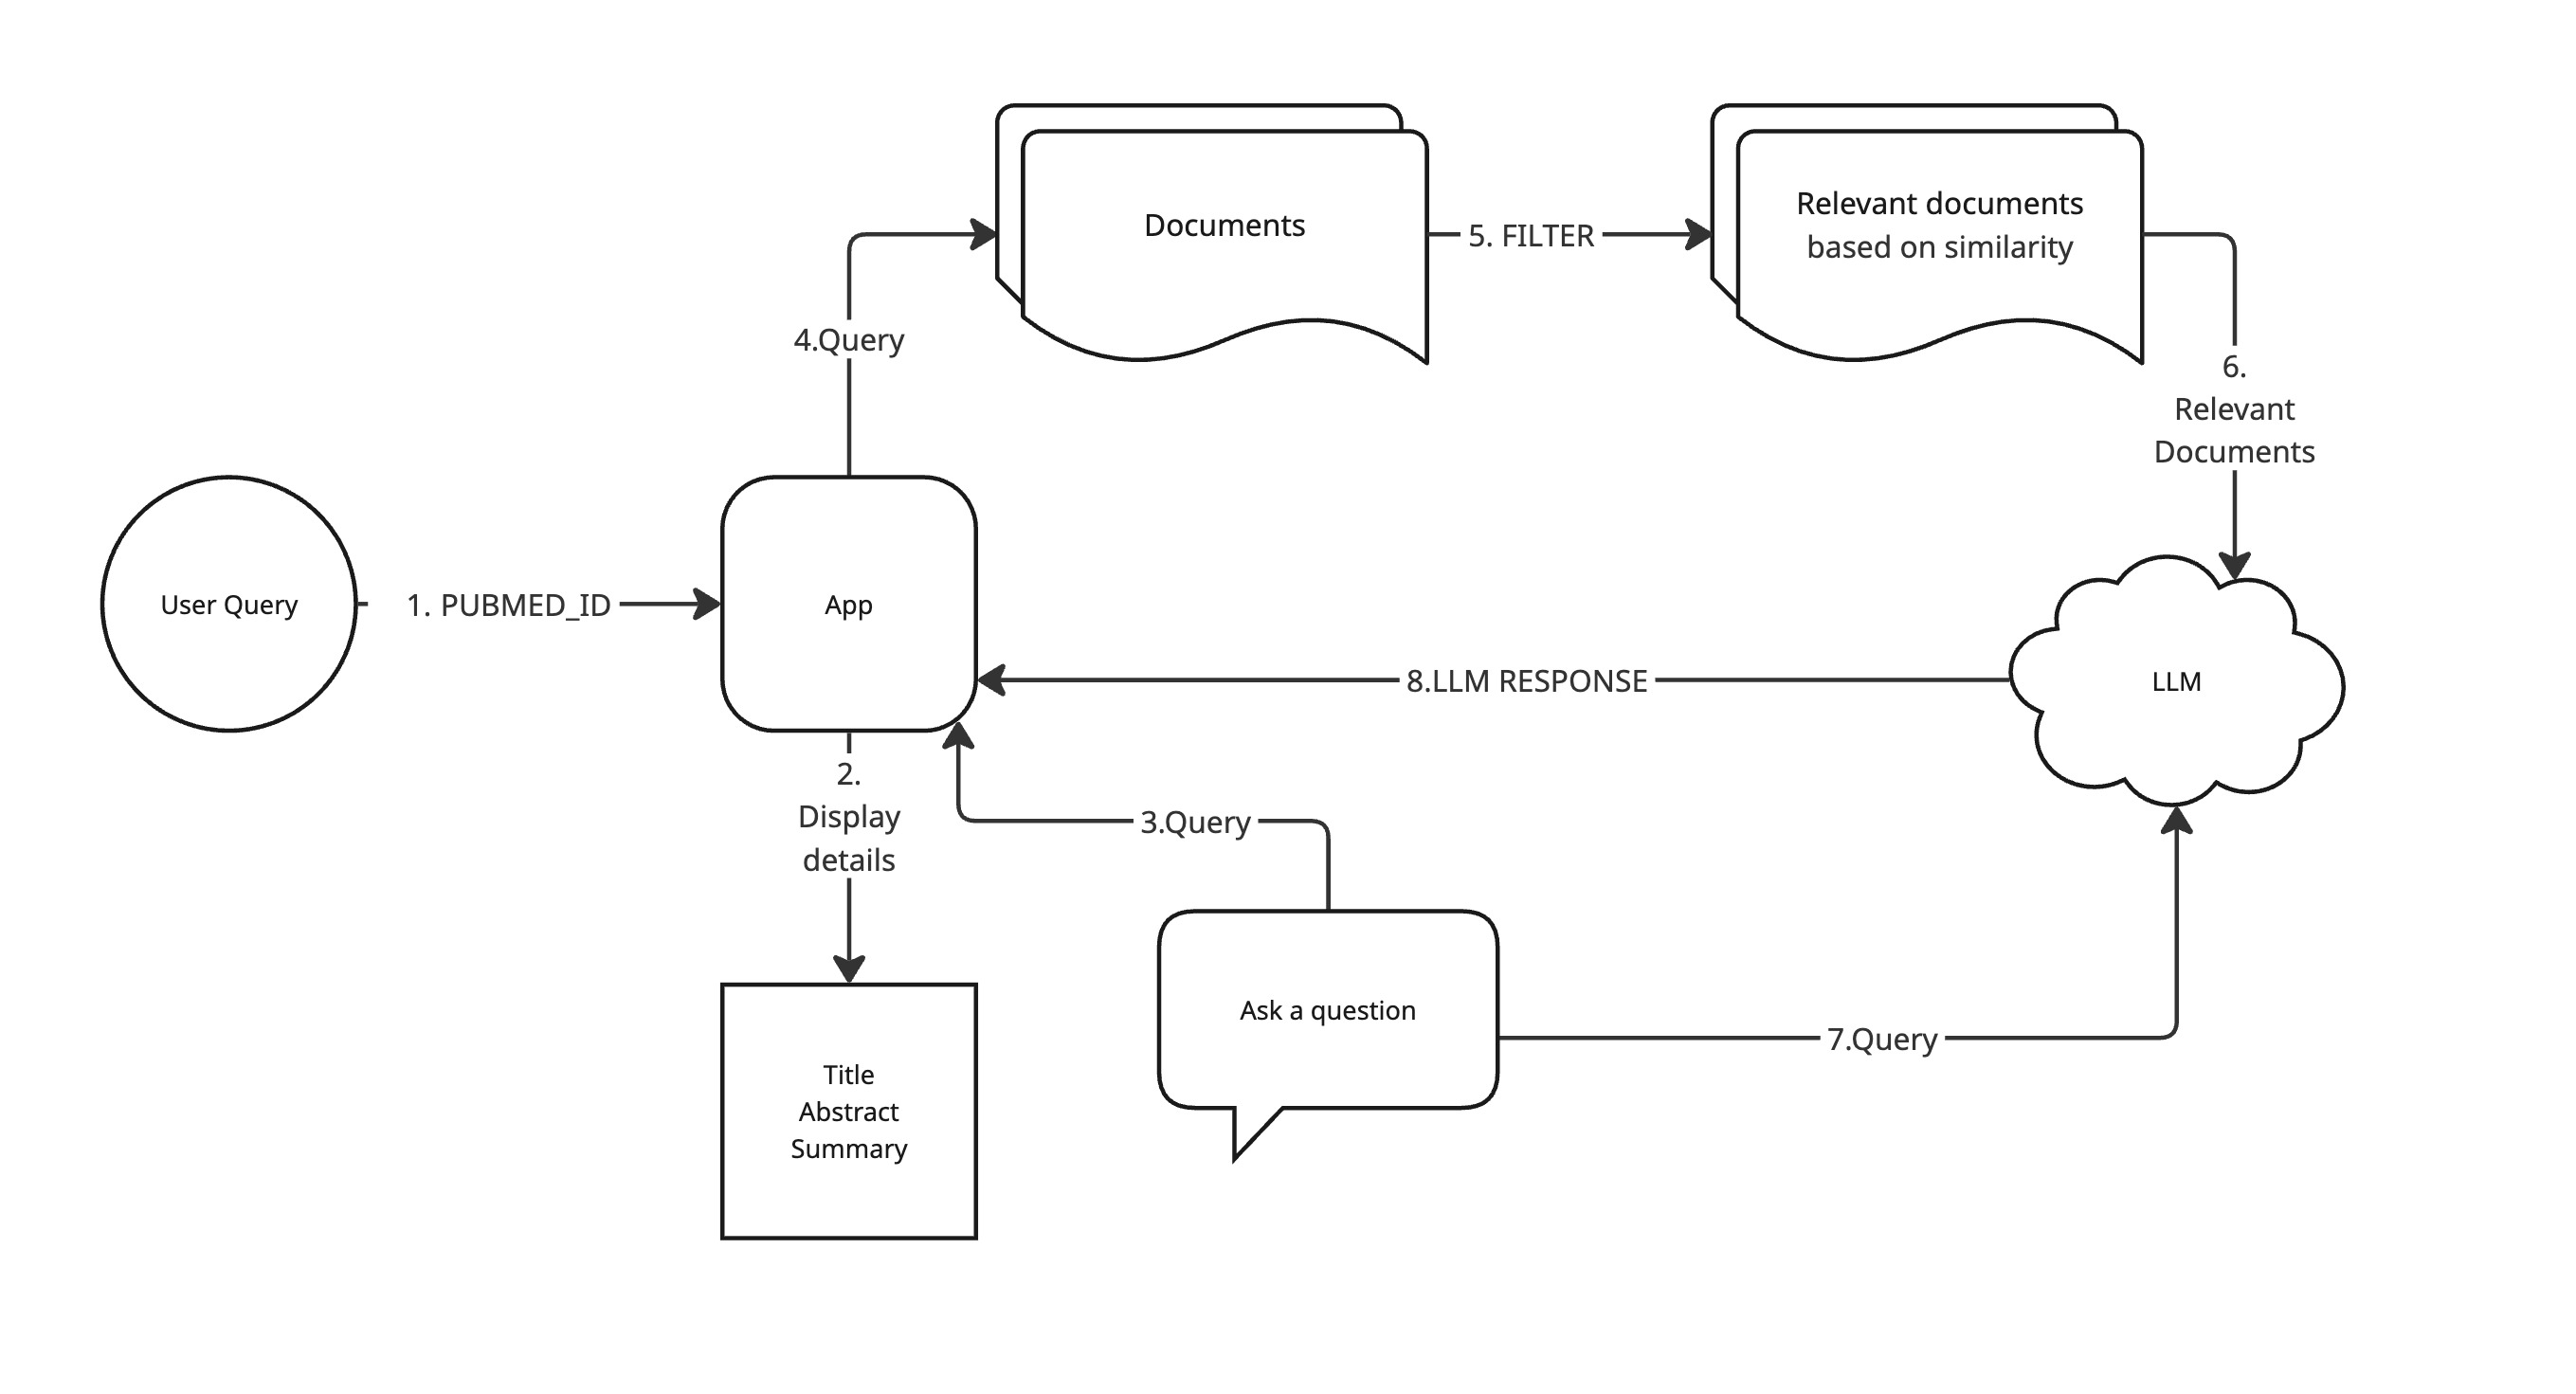 Documents
5. FILTER
Relevant documents
based on similarity
4.Query
6.
Relevant
Documents
User Query
1. PUBMED_ID
App
8.LLM RESPONSE
LLM
2.
Display
details
3.Query
Ask a question
7.Query
Title
Abstract
Summary